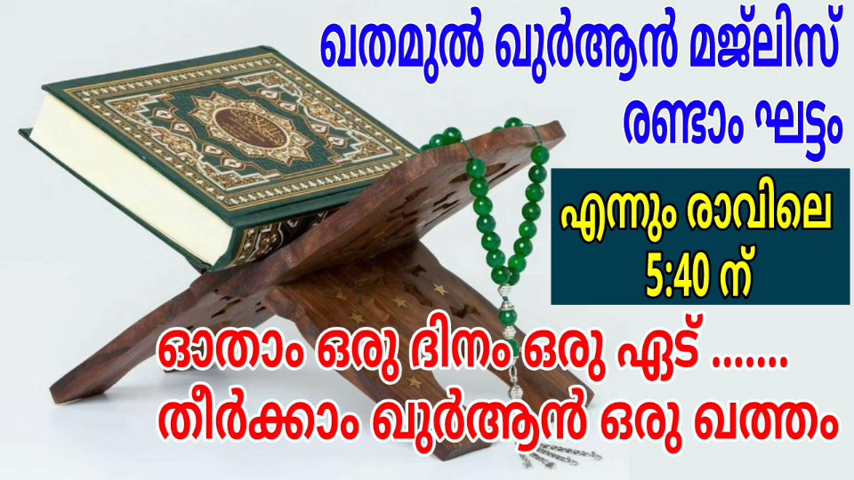 ഖതമുൽ ഖുർആൻ മജ്ലിസ്
രണ്ടാം ഘട്ടം
എന്നും രാവിലെ
5:40 ന്
ഓതാം ഒരു ദിനം ഒരു ഏട് .......
തീർക്കാം ഖുർആൻ ഒരു ഖത്തം